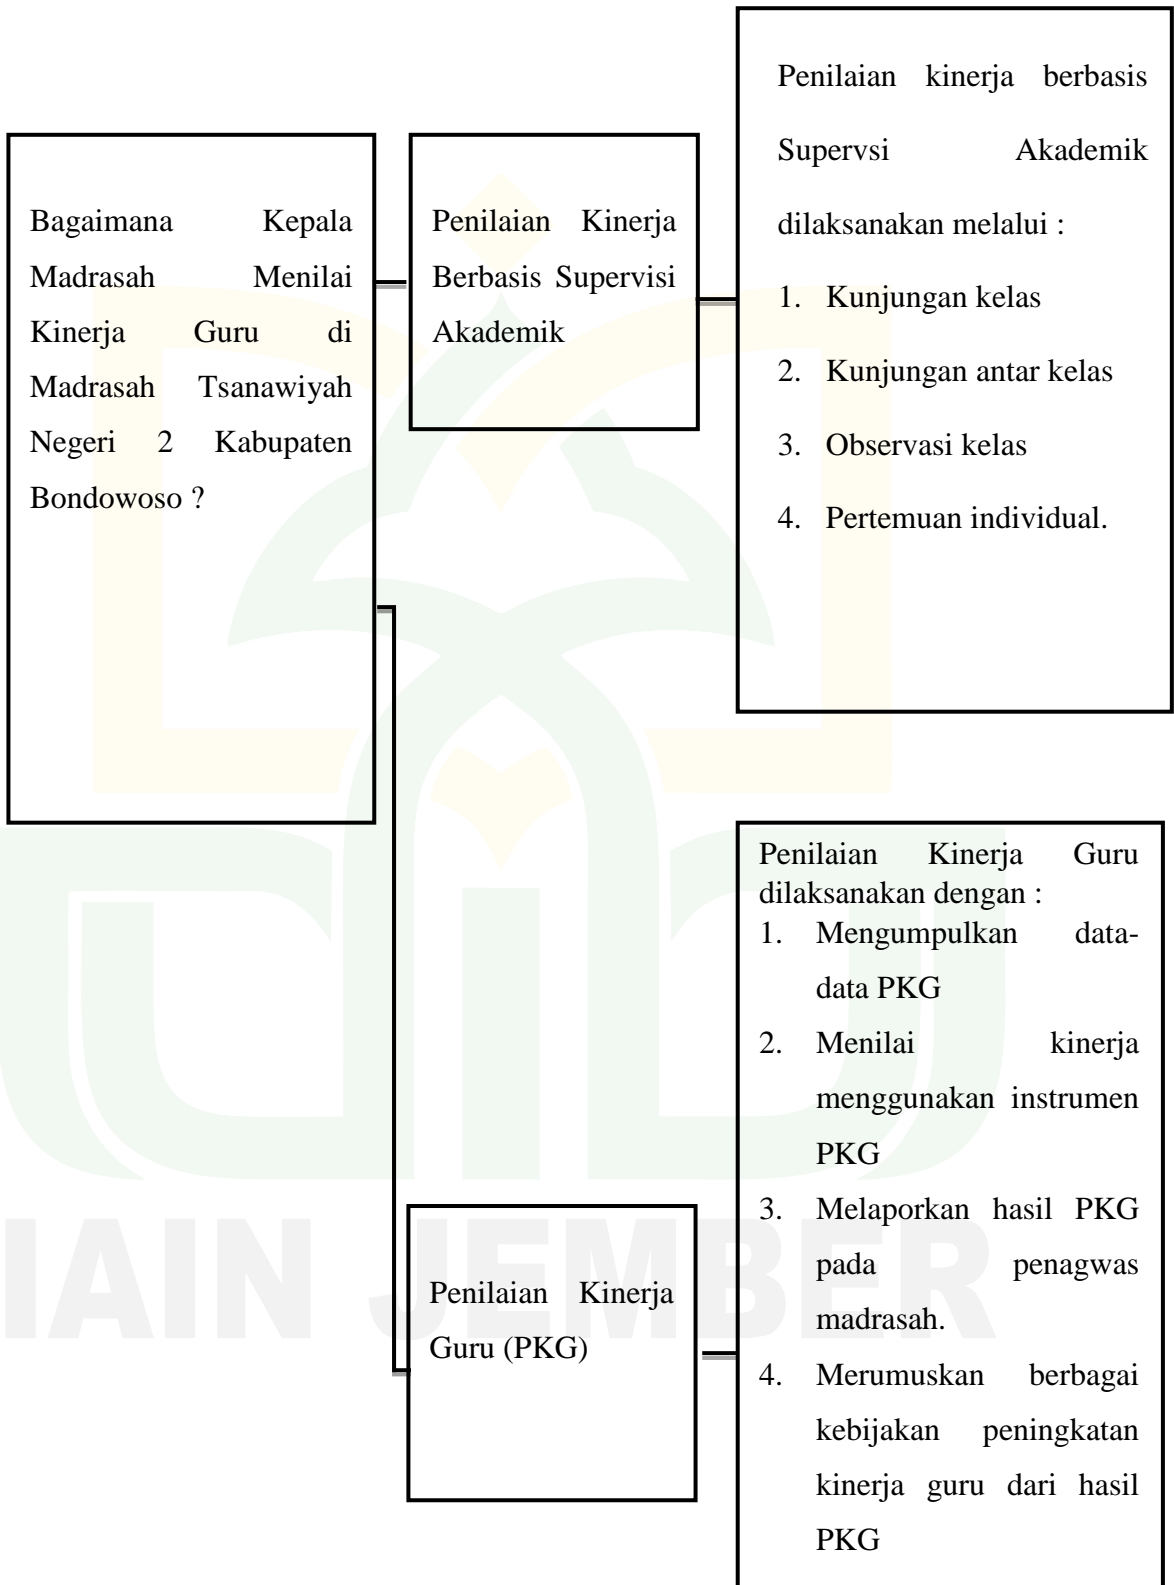 Bagaimana Kepala
Madrasah Menilai
Kinerja Guru di
Madrasah Tsanawiyah
Negeri 2 Kabupaten
Bondowoso ?
Penilaian Kinerja
Berbasis Supervisi
Akademik
Penilaian kinerja berbasis
Supervsi Akademik
dilaksanakan melalui :
1. Kunjungan kelas
2. Kunjungan antar kelas
3. Observasi kelas
4. Pertemuan individual.
Penilaian Kinerja
Guru (PKG)
Penilaian Kinerja Guru
dilaksanakan dengan :
1. Mengumpulkan data-
data PKG
2. Menilai kinerja
menggunakan instrumen
PKG
3. Melaporkan hasil PKG
pada penagwas
madrasah.
4. Merumuskan berbagai
kebijakan peningkatan
kinerja guru dari hasil
PKG
IAIN JEMBER